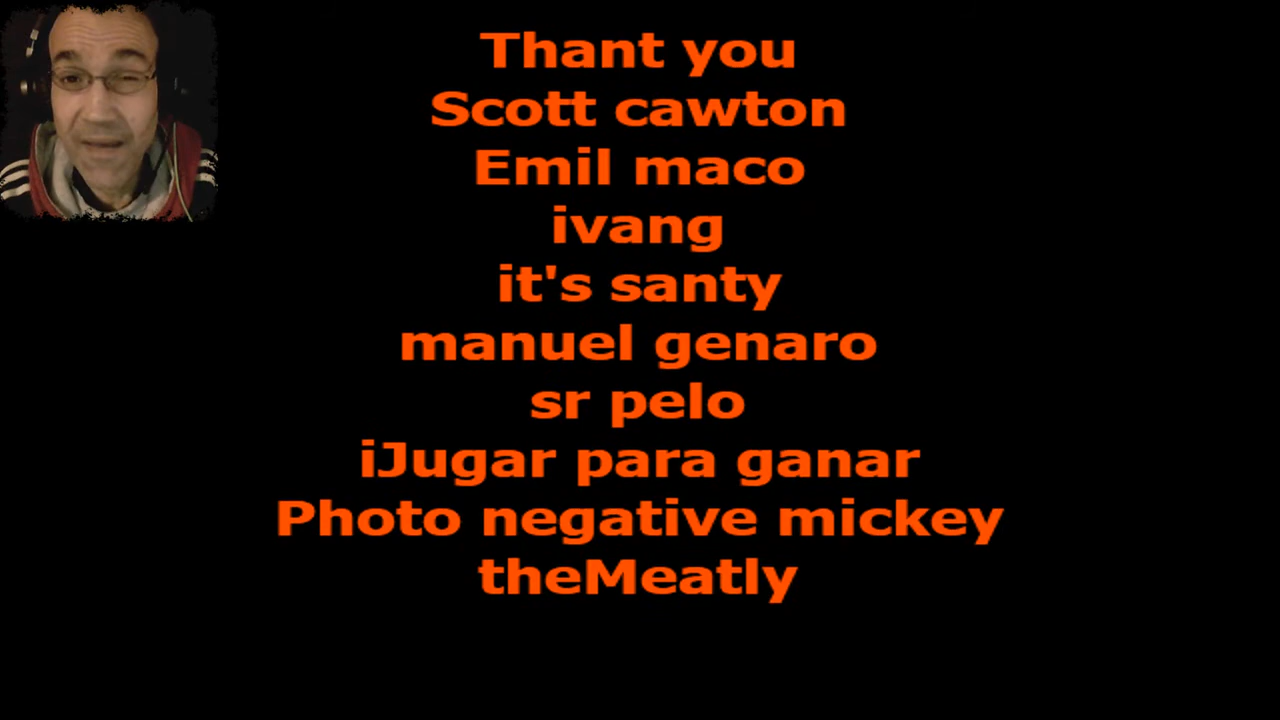 Thant you
Scott cawton
Emil maco
ivang
it's santy
manuel genaro
sr pelo
iJugar para ganar
Photo negative mickey
theMeatly